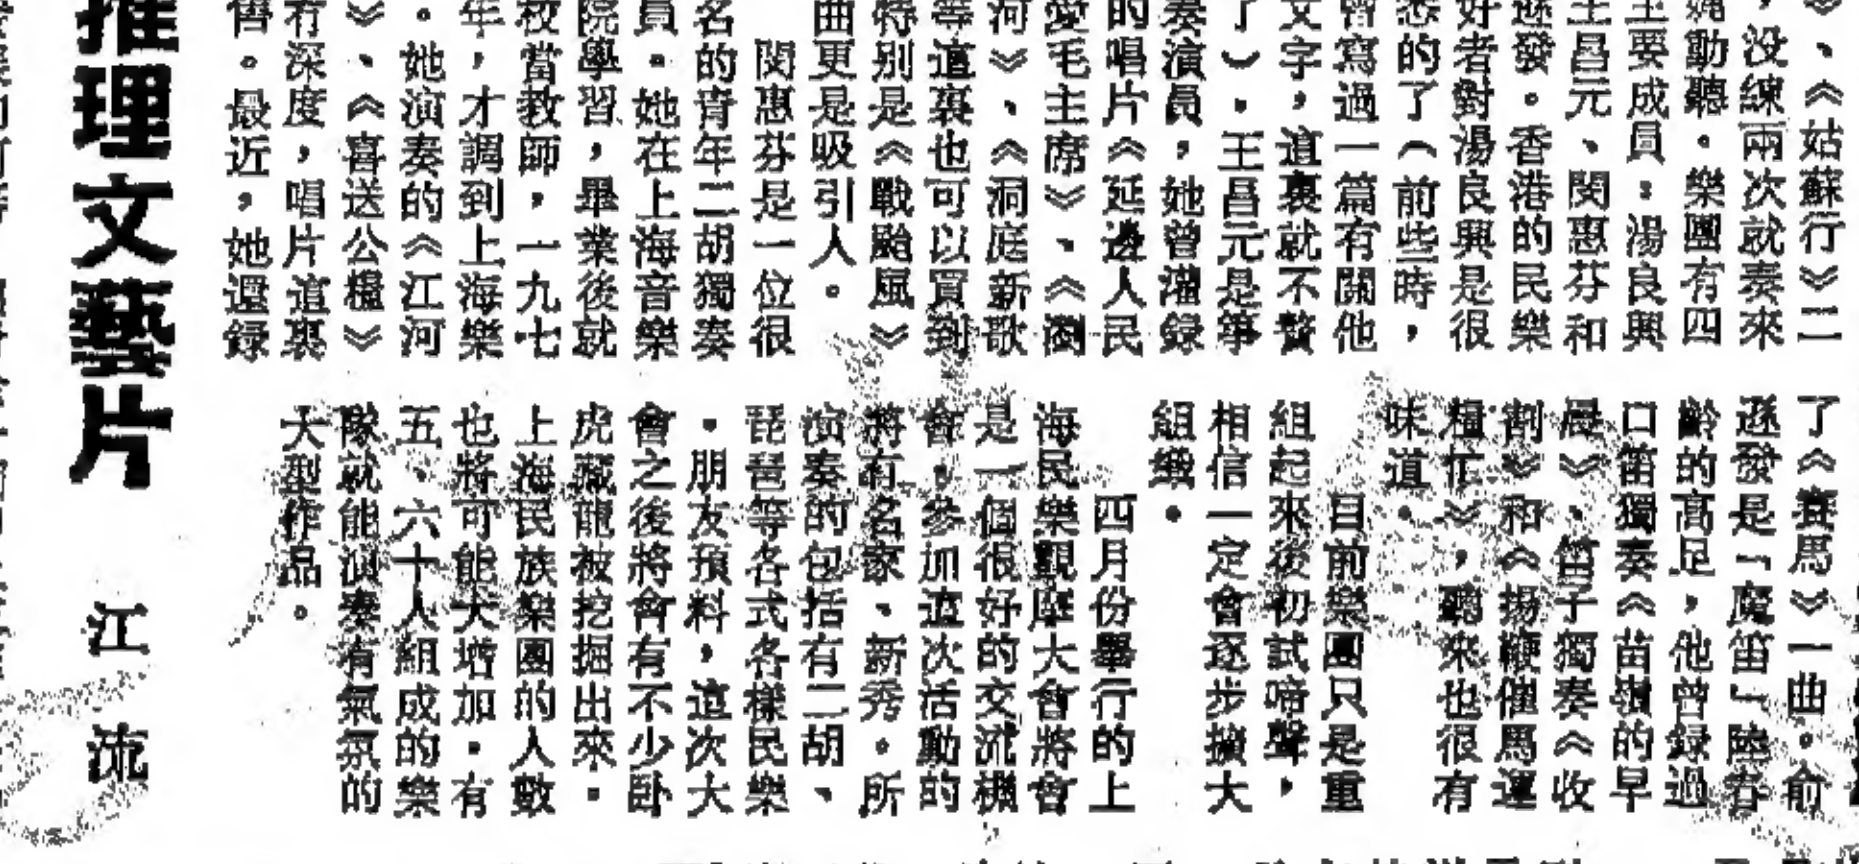 》、《姑蘇行》二
，没練兩次就奏來
動聽。樂團有四
主要成員：湯良興
王昌元、閔惠芬和
遜發。香港的民樂
好者對湯良興是很
悉的了（前些時，
曾寫過一篇有關他
文字，這裏就不贅
了）．王昌元是箏
奏演員，她曾灌録
的唱片《延邊人民
愛毛主席》、《瀏
河》、《洞庭新歌
等這裏也可以買到
特别是《戰颱風》
曲更是吸引人。
閔惠芬是一位很
名的青年二胡獨奏
員。她在上海音樂
院學習，畢業後就
校當教師，一九七
年，才調到上海樂
。她演奏的《江河
》、《喜送公糧》
有深度，唱片這裏
售。最近，她還録
了《賽馬》一曲。俞
遜發是「魔笛」陸春
齡的高足，他曾録過
口笛獨奏《苗嶺的早
晨》、笛子獨奏《收
割》和《揚鞭催馬運
糧忙》，聽來也很有
味道。
目前樂團只是重
組起來後初試啼聲，
相信一定會逐步擴大
組織．
四月份舉行的上
海民樂觀摩大會將會
是一個很好的交流機
會，參加這次活動的
將有名家、新秀。所
演奏的包括有二胡、
琵琶等各式各樣民樂
．朋友預料，這次大
會之後將會有不少卧
虎藏龍被挖掘出來．
上海民族樂團的人數
也將可能大增加．有
五、六十人組成的樂
隊就能演奏有氣氛的
大型作品。
推理文藝片
江流